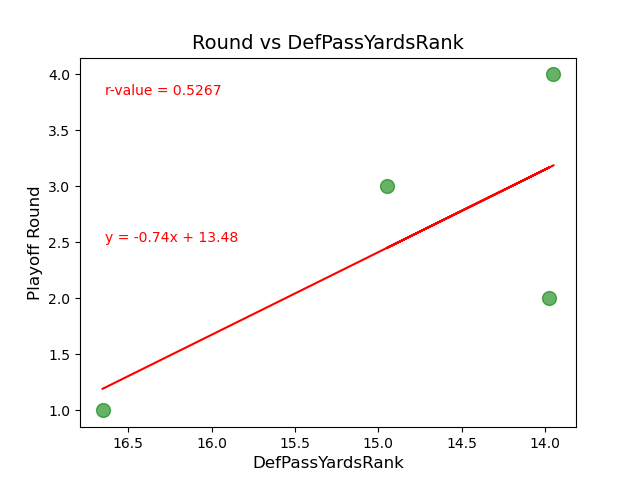 Round vs DefPassYardsRank
4.0
r-value = 0.5267
3.5
3.0
2.5
y = -0.74x + 13.48
2.0
1.5
1.0
Playoff Round
16.5 16.0 15.5 15.0 14.5 14.0
DefPassYardsRank